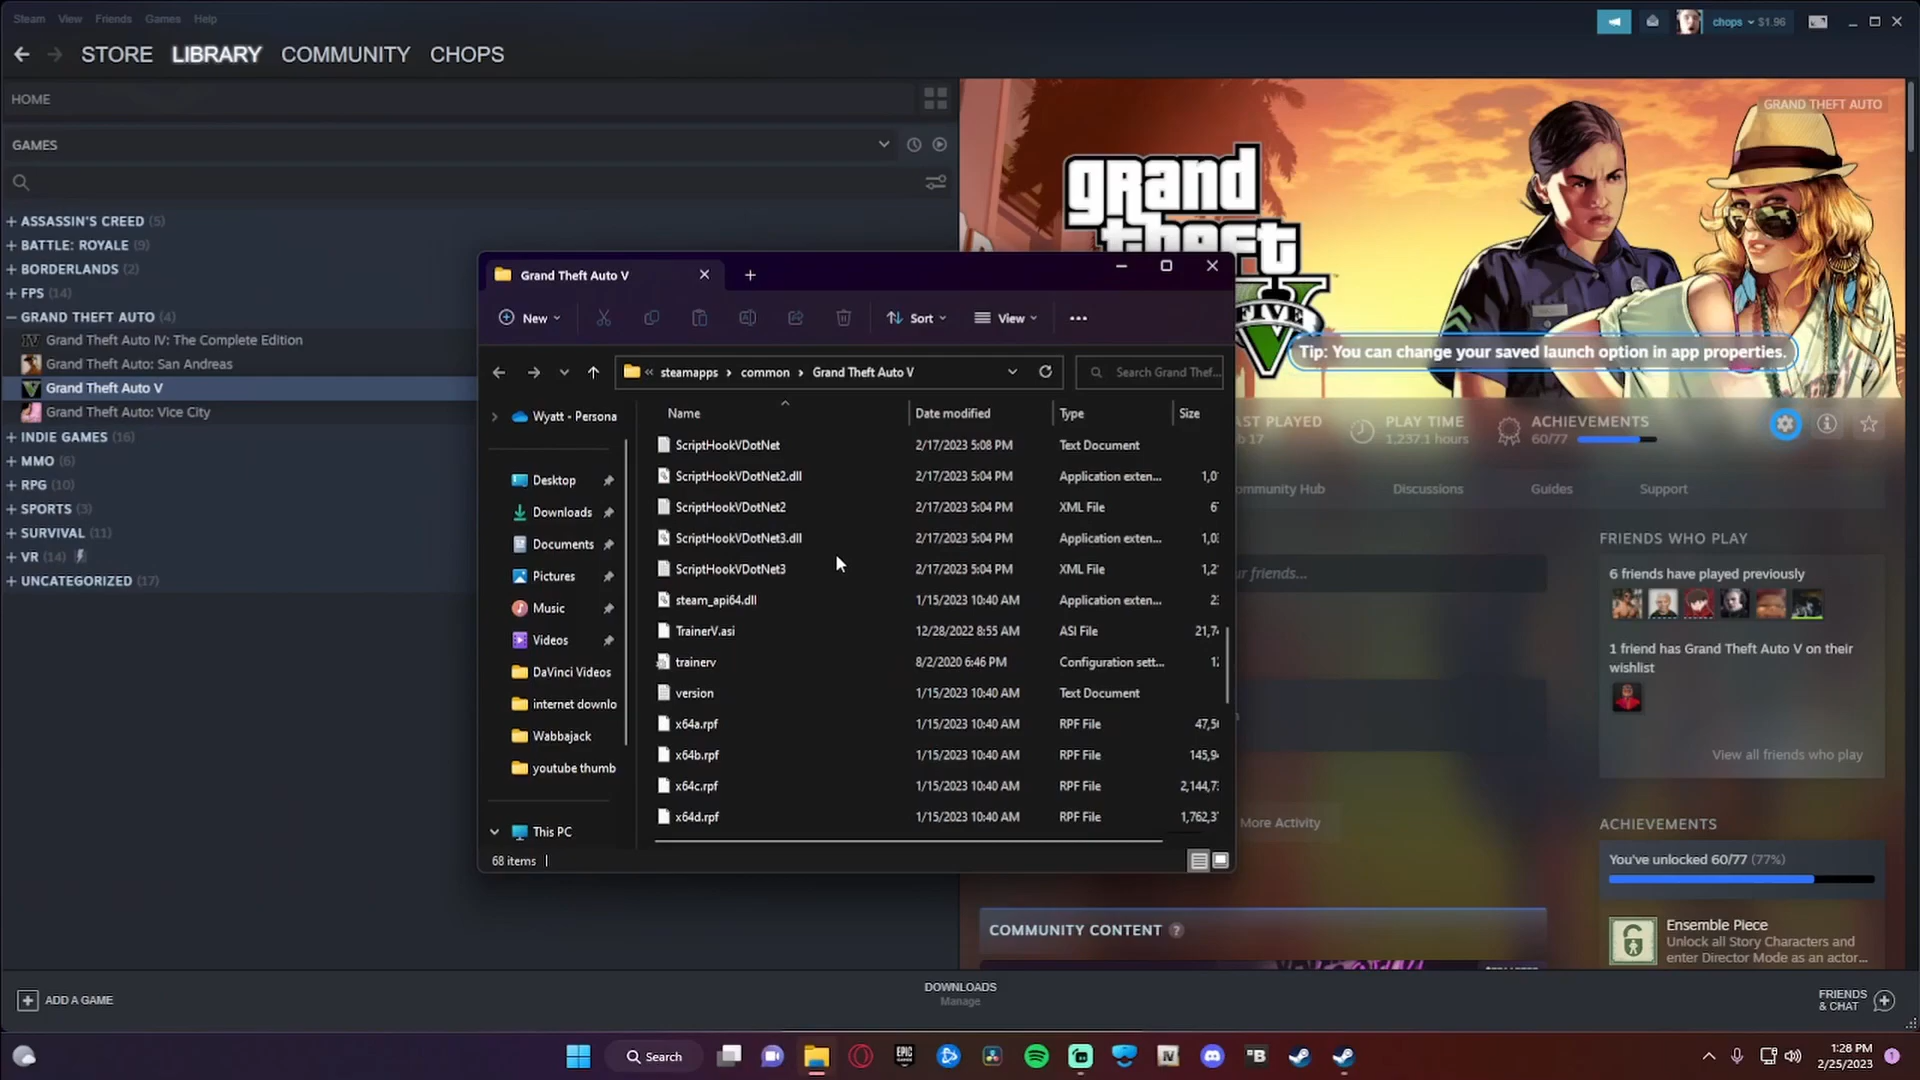 Steam View Friends Games Help
chops $1.96
STORE LIBRARY COMMUNITY CHOPS
HOME
GAMES
+ ASSASSIN'S CREED (5)
+ BATTLE: ROYALE (9)
+ BORDERLANDS (2)
+ FPS (14)
− GRAND THEFT AUTO (4)
Grand Theft Auto IV: The Complete Edition
Grand Theft Auto: San Andreas
Grand Theft Auto V
Grand Theft Auto: Vice City
+ INDIE GAMES (16)
+ MMO (6)
+ RPG (10)
+ SPORTS (3)
+ SURVIVAL (11)
+ VR (14)
+ UNCATEGORIZED (17)
GRAND THEFT AUTO
grand
theft
FIVE
Tip: You can change your saved launch option in app properties.
AST PLAYED
b 17
PLAY TIME
1,237.1 hours
ACHIEVEMENTS
60/77
ommunity Hub Discussions Guides Support
ur friends...
More Activity
COMMUNITY CONTENT ?
FRIENDS WHO PLAY
6 friends have played previously
1 friend has Grand Theft Auto V on their
wishlist
View all friends who play
ACHIEVEMENTS
You've unlocked 60/77 (77%)
Ensemble Piece
Unlock all Story Characters and
enter Director Mode as an actor...
Grand Theft Auto V
New Sort View
« steamapps › common › Grand Theft Auto V
Search Grand Thef...
Wyatt - Persona
Desktop
Downloads
Documents
Pictures
Music
Videos
DaVinci Videos
internet downlo
Wabbajack
youtube thumb
This PC
Name Date modified Type Size
ScriptHookVDotNet 2/17/2023 5:08 PM Text Document
ScriptHookVDotNet2.dll 2/17/2023 5:04 PM Application exten... 1,0
ScriptHookVDotNet2 2/17/2023 5:04 PM XML File 6
ScriptHookVDotNet3.dll 2/17/2023 5:04 PM Application exten... 1,0
ScriptHookVDotNet3 2/17/2023 5:04 PM XML File 1,2
steam_api64.dll 1/15/2023 10:40 AM Application exten... 2
TrainerV.asi 12/28/2022 8:55 AM ASI File 21,7
trainerv 8/2/2020 6:46 PM Configuration sett... 1
version 1/15/2023 10:40 AM Text Document
x64a.rpf 1/15/2023 10:40 AM RPF File 47,5
x64b.rpf 1/15/2023 10:40 AM RPF File 145,9
x64c.rpf 1/15/2023 10:40 AM RPF File 2,144,7
x64d.rpf 1/15/2023 10:40 AM RPF File 1,762,3
68 items
ADD A GAME
DOWNLOADS
Manage
FRIENDS
& CHAT
Search
EPIC
GAMES
IV
B
1:28 PM
2/25/2023
1